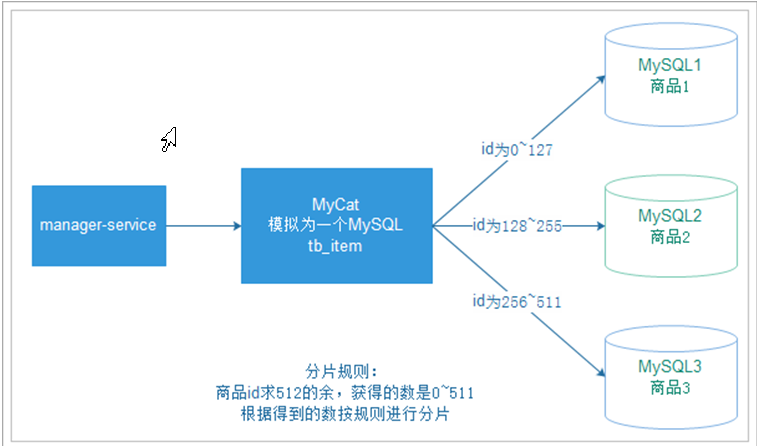 manager-service
MyCat
模拟为一个MySQL
tb_item
id为0~127
id为128~255
id为256~511
MySQL1
商品1
MySQL2
商品2
MySQL3
商品3
分片规则：
商品id求512的余，获得的数是0~511
根据得到的数按规则进行分片